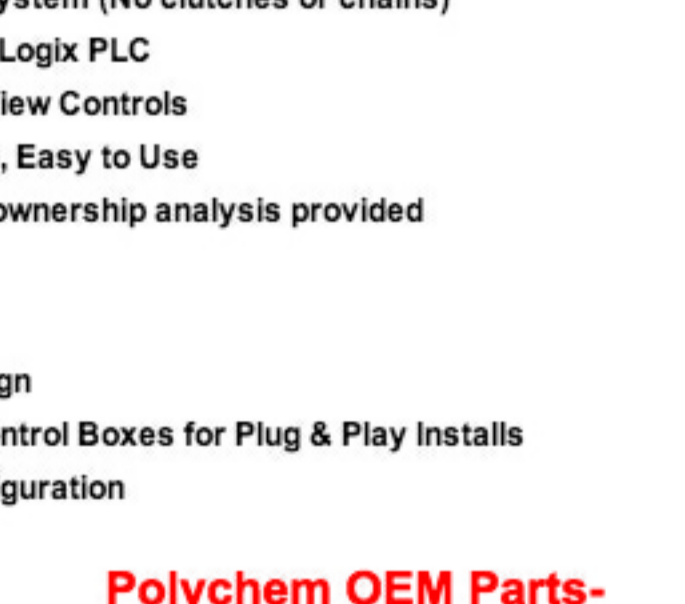 ystem (No clutches or chains)
Logix PLC
iew Controls
, Easy to Use
ownership analysis provided
gn
ntrol Boxes for Plug & Play Installs
guration
Polychem OEM Parts-